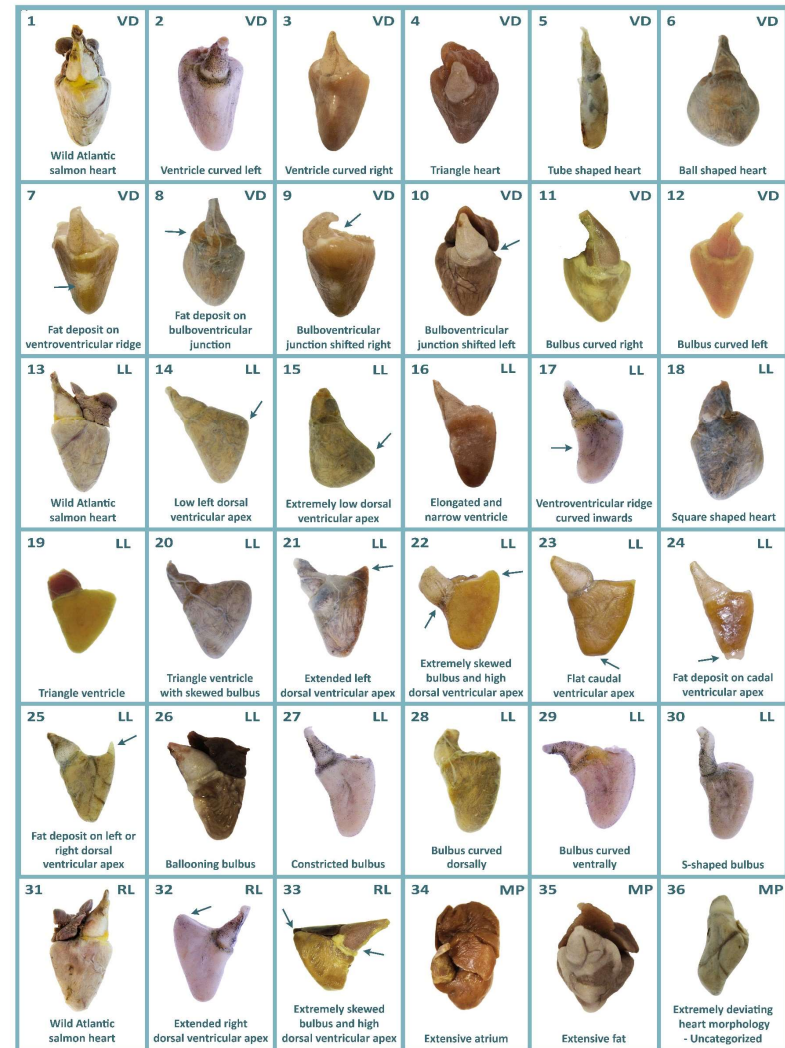 1 VD
Wild Atlantic
salmon heart
2 VD
Ventricle curved left
3 VD
Ventricle curved right
4 VD
Triangle heart
5 VD
Tube shaped heart
6 VD
Ball shaped heart
7 VD
Fat deposit on
ventroventricular ridge
8 VD
Fat deposit on
bulboventricular
junction
9 VD
Bulboventricular
junction shifted right
10 VD
Bulboventricular
junction shifted left
11 VD
Bulbus curved right
12 VD
Bulbus curved left
13 LL
Wild Atlantic
salmon heart
14 LL
Low left dorsal
ventricular apex
15 LL
Extremely low dorsal
ventricular apex
16 LL
Elongated and
narrow ventricle
17 LL
Ventroventricular ridge
curved inwards
18 LL
Square shaped heart
19 LL
Triangle ventricle
20 LL
Triangle ventricle
with skewed bulbus
21 LL
Extended left
dorsal ventricular apex
22 LL
Extremely skewed
bulbus and high
dorsal ventricular apex
23 LL
Flat caudal
ventricular apex
24 LL
Fat deposit on cadal
ventricular apex
25 LL
Fat deposit on left or
right dorsal
ventricular apex
26 LL
Ballooning bulbus
27 LL
Constricted bulbus
28 LL
Bulbus curved
dorsally
29 LL
Bulbus curved
ventrally
30 LL
S-shaped bulbus
31 RL
Wild Atlantic
salmon heart
32 RL
Extended right
dorsal ventricular apex
33 RL
Extremely skewed
bulbus and high
dorsal ventricular apex
34 MP
Extensive atrium
35 MP
Extensive fat
36 MP
Extremely deviating
heart morphology
- Uncategorized